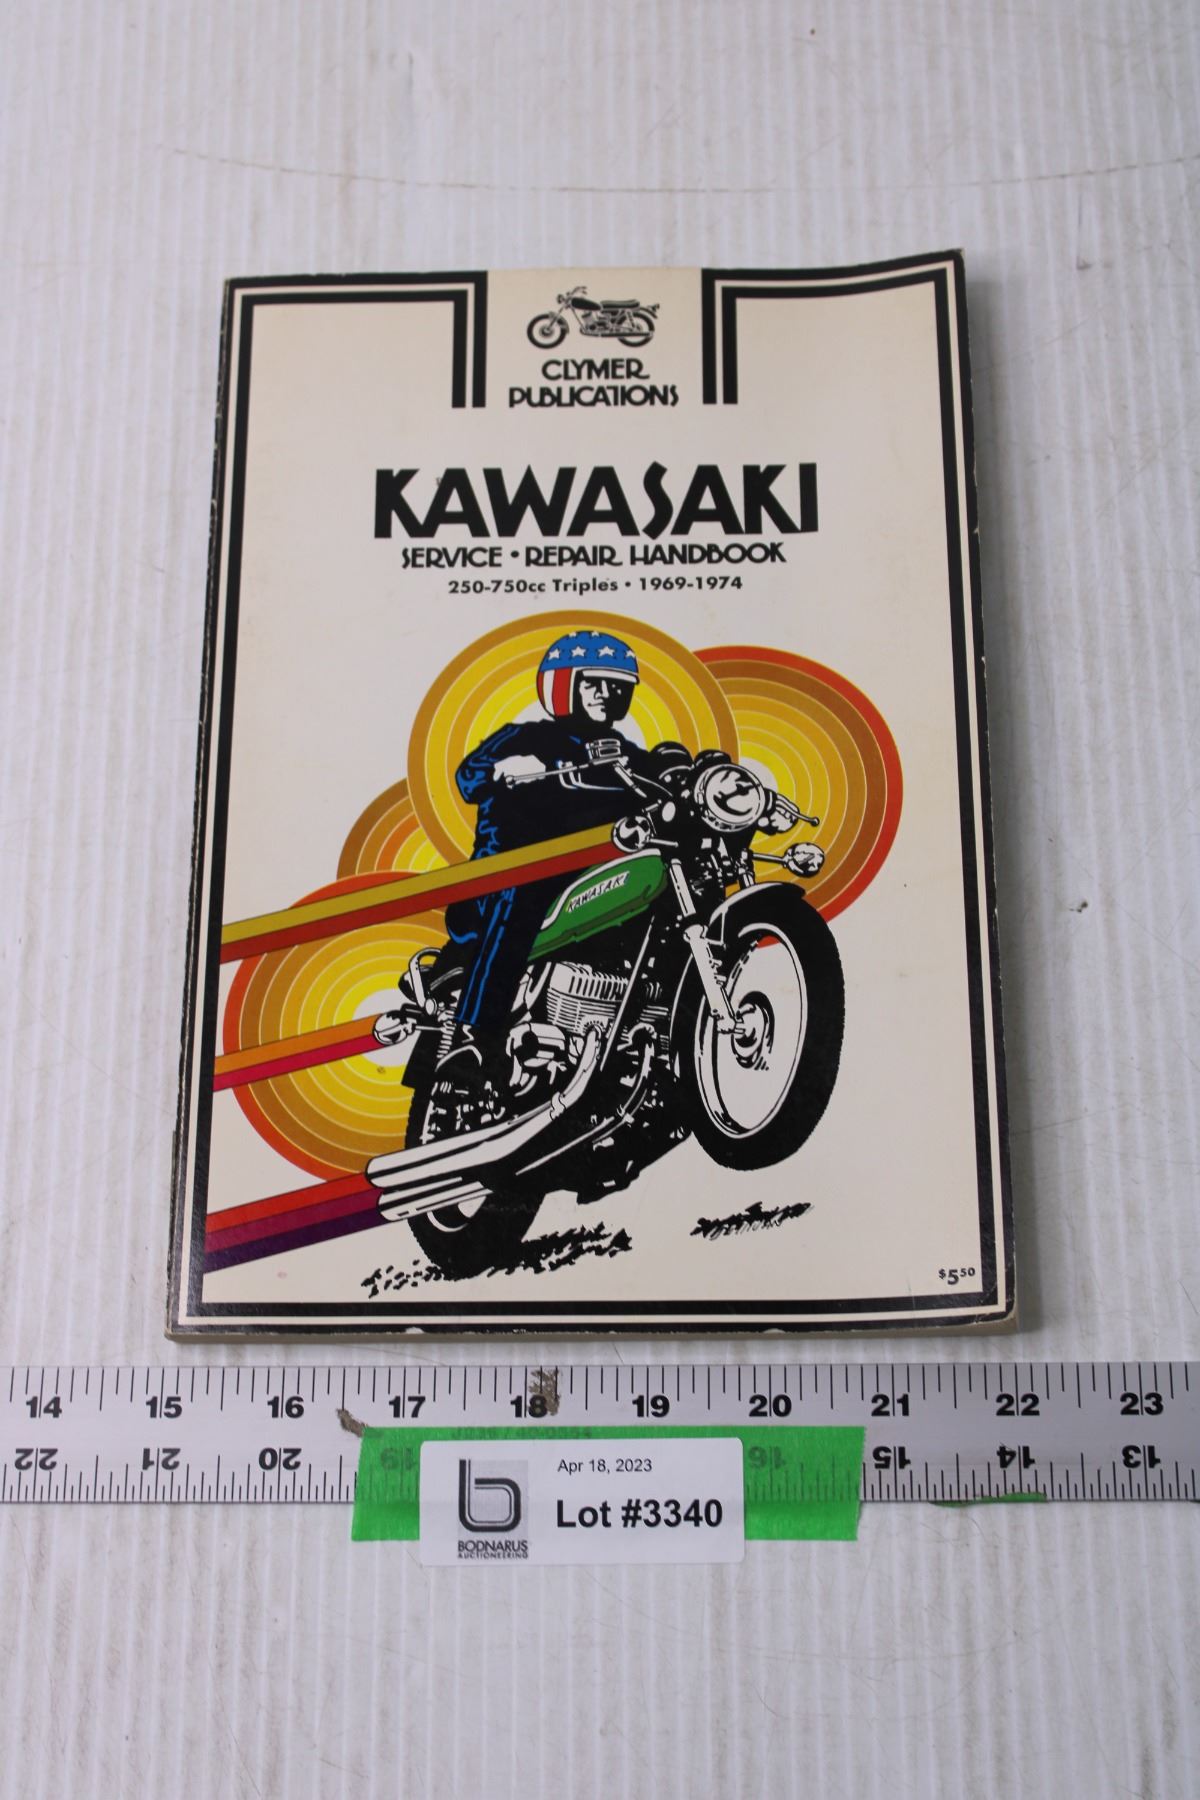 CLYMER
PUBLICATIONS
KAWASAKI
SERVICE • REPAIR HANDBOOK
250-750cc Triples • 1969-1974
KAWASAKI
$5.50
14 15 16 17 18 19 20 21 22 23
22 21 20 19 16 15 14 13
Apr 18, 2023
Lot #3340
b
BODNARUS
AUCTIONEERING